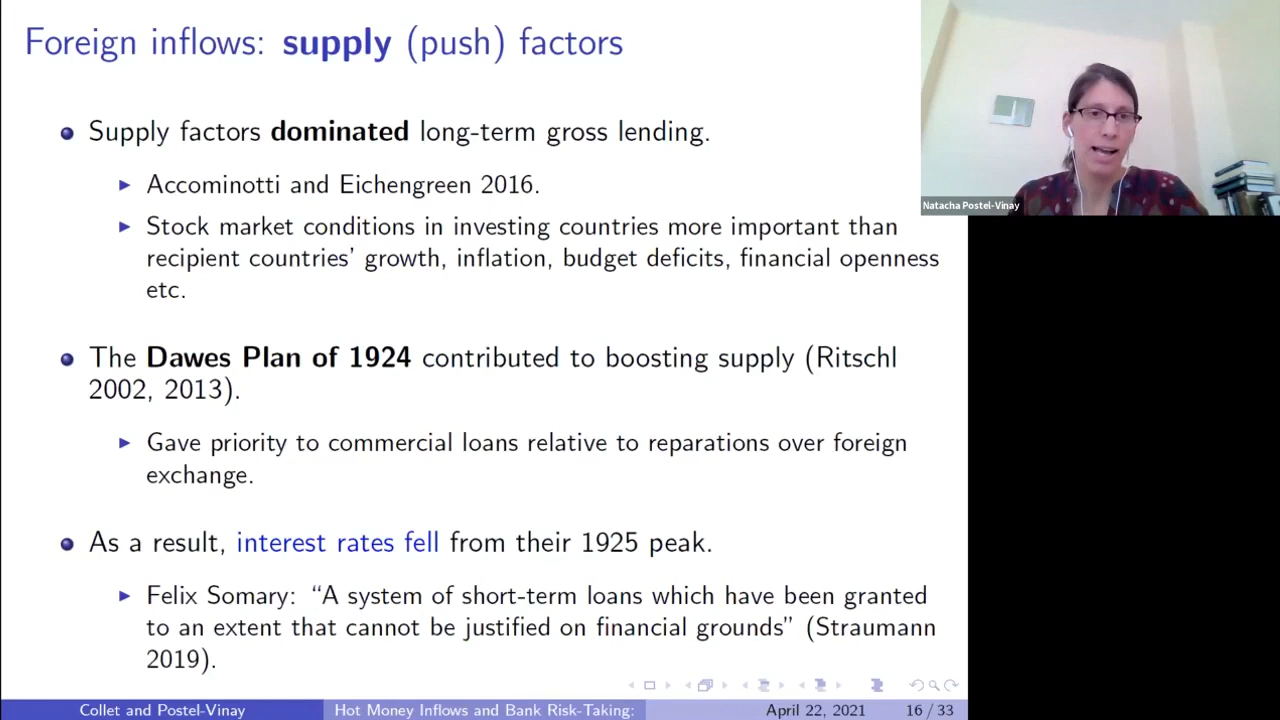 Foreign inflows: supply (push) factors
Supply factors dominated long-term gross lending.
Accominotti and Eichengreen 2016.
Stock market conditions in investing countries more important than
recipient countries' growth, inflation, budget deficits, financial openness
etc.
The Dawes Plan of 1924 contributed to boosting supply (Ritschl
2002, 2013).
Gave priority to commercial loans relative to reparations over foreign
exchange.
As a result, interest rates fell from their 1925 peak.
Felix Somary: “A system of short-term loans which have been granted
to an extent that cannot be justified on financial grounds” (Straumann
2019).
Collet and Postel-Vinay
Hot Money Inflows and Bank Risk-Taking:
April 22, 2021
16 / 33
Natacha Postel-Vinay